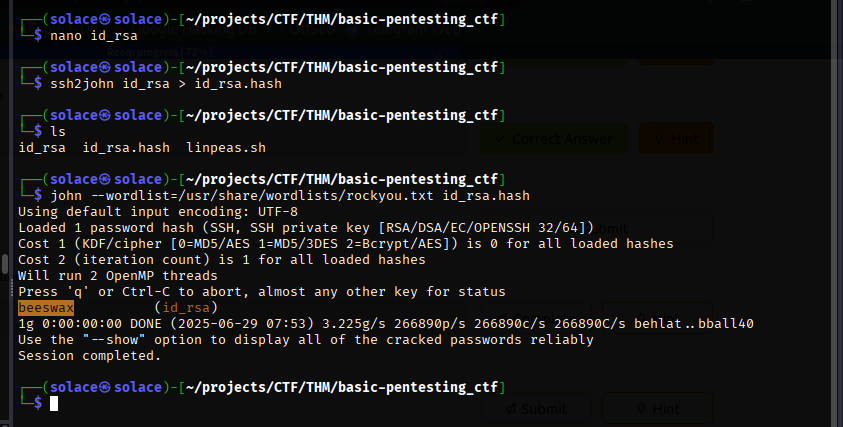 ┌──(solace㉿solace)-[~/projects/CTF/THM/basic-pentesting_ctf]
└─$ nano id_rsa
Room progress ( 72% )
┌──(solace㉿solace)-[~/projects/CTF/THM/basic-pentesting_ctf]
└─$ ssh2john id_rsa > id_rsa.hash
┌──(solace㉿solace)-[~/projects/CTF/THM/basic-pentesting_ctf]
└─$ ls
id_rsa  id_rsa.hash  linpeas.sh
✓ Correct Answer
Hint
┌──(solace㉿solace)-[~/projects/CTF/THM/basic-pentesting_ctf]
└─$ john --wordlist=/usr/share/wordlists/rockyou.txt id_rsa.hash
Using default input encoding: UTF-8
Loaded 1 password hash (SSH, SSH private key [RSA/DSA/EC/OPENSSH 32/64])
Cost 1 (KDF/cipher [0=MD5/AES 1=MD5/3DES 2=Bcrypt/AES]) is 0 for all loaded hashes
Cost 2 (iteration count) is 1 for all loaded hashes
Will run 2 OpenMP threads
Press 'q' or Ctrl-C to abort, almost any other key for status
beeswax          (id_rsa)
1g 0:00:00:00 DONE (2025-06-29 07:53) 3.225g/s 266890p/s 266890c/s 266890C/s behlat..bball40
Use the "--show" option to display all of the cracked passwords reliably
Session completed.
┌──(solace㉿solace)-[~/projects/CTF/THM/basic-pentesting_ctf]
└─$
Submit
Hint